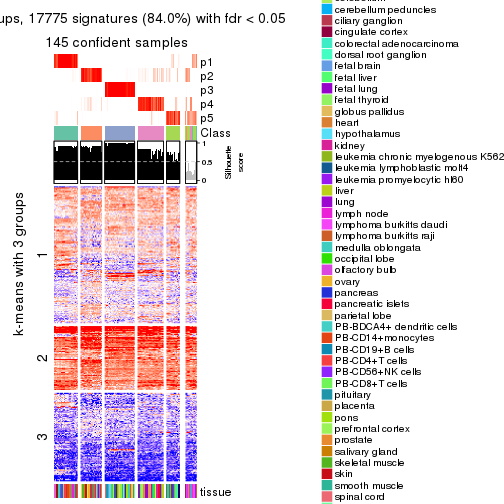 ups, 17775 signatures (84.0%) with fdr < 0.05
145 confident samples
p1
p2
p3
p4
p5
Class
1
0.5
0
Silhouette
score
k-means with 3 groups
1
2
3
tissue
cerebellum peduncles
ciliary ganglion
cingulate cortex
colorectal adenocarcinoma
dorsal root ganglion
fetal brain
fetal liver
fetal lung
fetal thyroid
globus pallidus
heart
hypothalamus
kidney
leukemia chronic myelogenous K562
leukemia lymphoblastic molt4
leukemia promyelocytic hl60
liver
lung
lymph node
lymphoma burkitts daudi
lymphoma burkitts raji
medulla oblongata
occipital lobe
olfactory bulb
ovary
pancreas
pancreatic islets
parietal lobe
PB-BDCA4+ dendritic cells
PB-CD14+monocytes
PB-CD19+B cells
PB-CD4+T cells
PB-CD56+NK cells
PB-CD8+T cells
pituitary
placenta
pons
prefrontal cortex
prostate
salivary gland
skeletal muscle
skin
smooth muscle
spinal cord